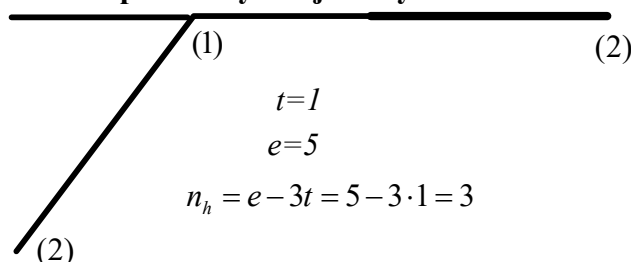 (1)
(2)
t=1
e=5
n_h = e − 3t = 5 − 3 · 1 = 3
(2)